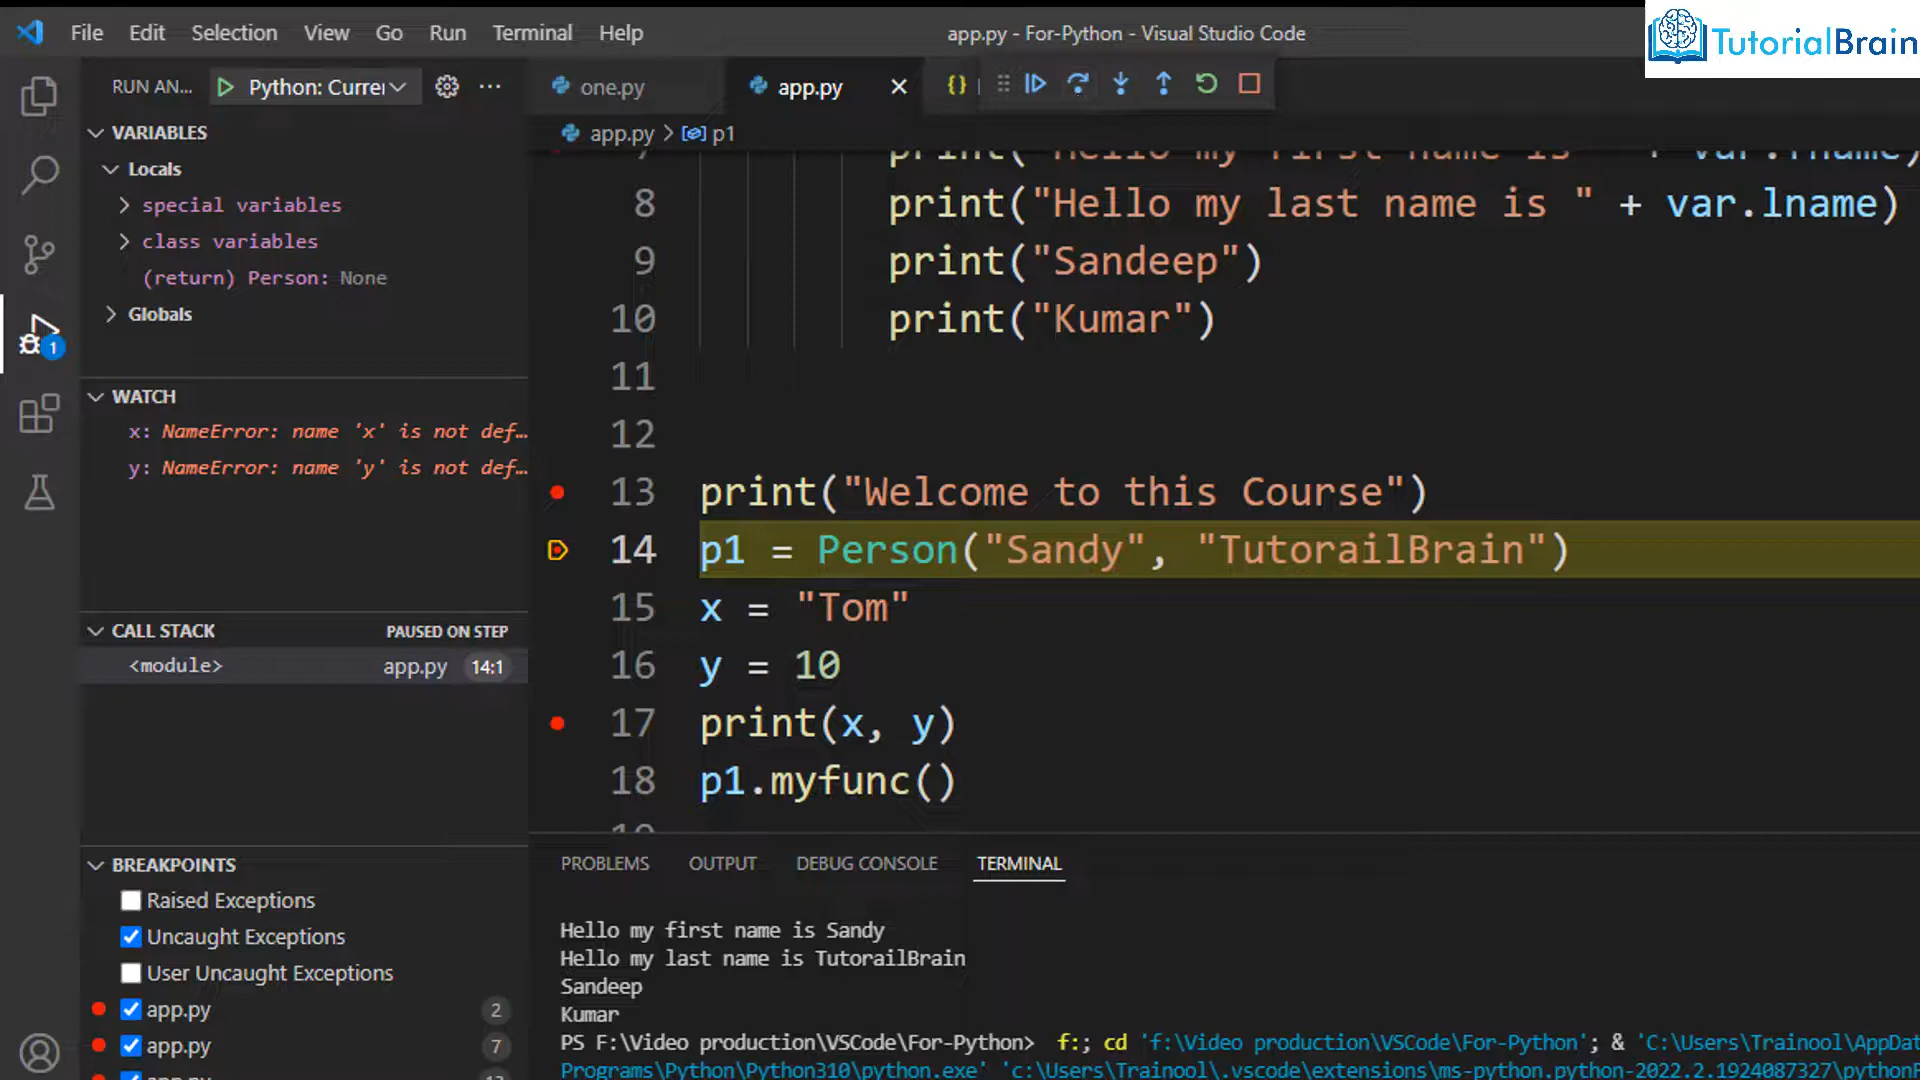 File Edit Selection View Go Run Terminal Help
app.py - For-Python - Visual Studio Code
TutorialBrain
RUN AN... Python: Currer
one.py
app.py
{}
app.py > p1
VARIABLES
Locals
special variables
class variables
(return) Person: None
Globals
WATCH
x: NameError: name 'x' is not def...
y: NameError: name 'y' is not def...
CALL STACK PAUSED ON STEP
<module> app.py 14:1
BREAKPOINTS
Raised Exceptions
Uncaught Exceptions
User Uncaught Exceptions
app.py 2
app.py 7
1
print("Hello my first name is " + var.fname)
8 print("Hello my last name is " + var.lname)
9 print("Sandeep")
10 print("Kumar")
11
12
13 print("Welcome to this Course")
14 p1 = Person("Sandy", "TutorailBrain")
15 x = "Tom"
16 y = 10
17 print(x, y)
18 p1.myfunc()
PROBLEMS OUTPUT DEBUG CONSOLE TERMINAL
Hello my first name is Sandy
Hello my last name is TutorailBrain
Sandeep
Kumar
PS F:\Video production\VSCode\For-Python> f:; cd 'f:\Video production\VSCode\For-Python'; & 'C:\Users\Trainool\AppDat
Programs\Python\Python310\python.exe' 'c:\Users\Trainool\.vscode\extensions\ms-python.python-2022.2.1924087327\pythonF